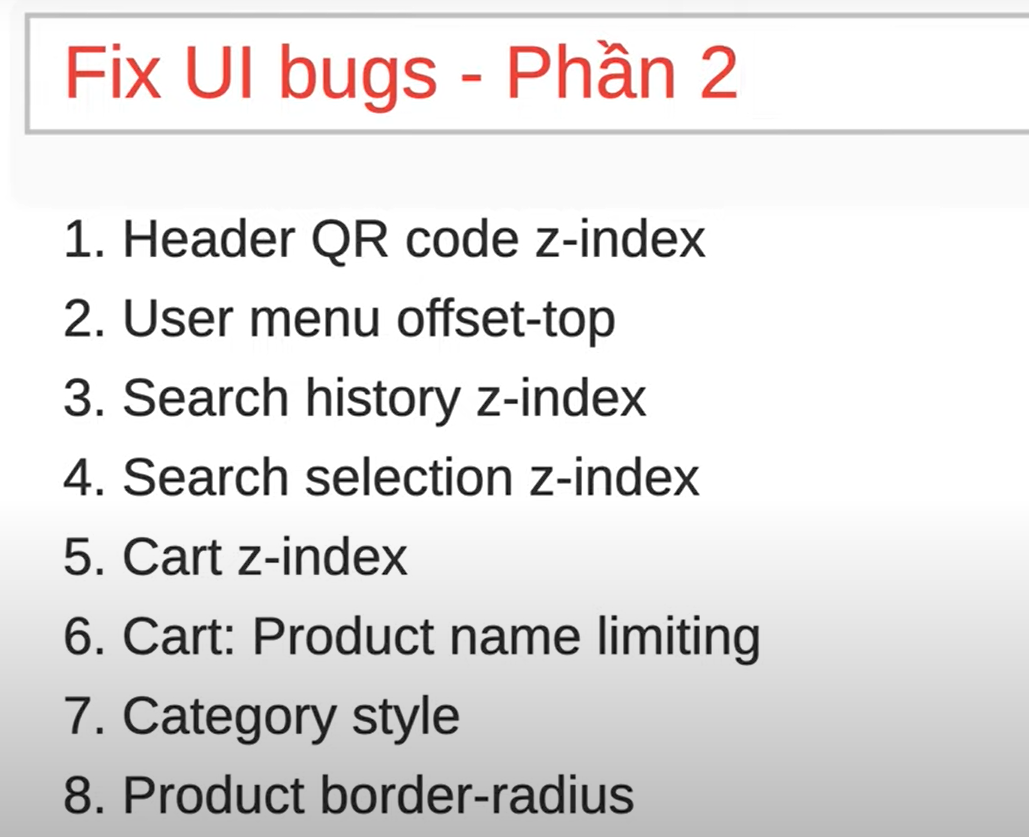 Fix UI bugs - Phần 2
1. Header QR code z-index
2. User menu offset-top
3. Search history z-index
4. Search selection z-index
5. Cart z-index
6. Cart: Product name limiting
7. Category style
8. Product border-radius